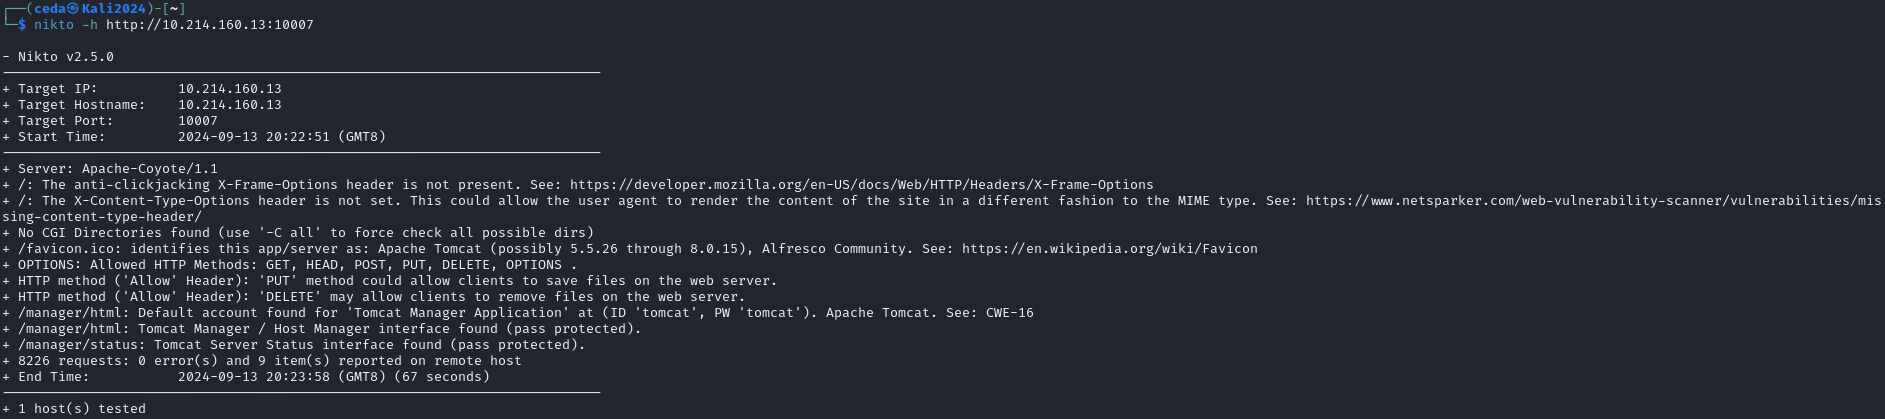 ┌──(ceda㉿Kali2024)-[~]
└─$ nikto -h http://10.214.160.13:10007
- Nikto v2.5.0
---------------------------------------------------------------------------
+ Target IP:          10.214.160.13
+ Target Hostname:    10.214.160.13
+ Target Port:        10007
+ Start Time:         2024-09-13 20:22:51 (GMT8)
---------------------------------------------------------------------------
+ Server: Apache-Coyote/1.1
+ /: The anti-clickjacking X-Frame-Options header is not present. See: https://developer.mozilla.org/en-US/docs/Web/HTTP/Headers/X-Frame-Options
+ /: The X-Content-Type-Options header is not set. This could allow the user agent to render the content of the site in a different fashion to the MIME type. See: https://www.netsparker.com/web-vulnerability-scanner/vulnerabilities/mis
sing-content-type-header/
+ No CGI Directories found (use '-C all' to force check all possible dirs)
+ /favicon.ico: identifies this app/server as: Apache Tomcat (possibly 5.5.26 through 8.0.15), Alfresco Community. See: https://en.wikipedia.org/wiki/Favicon
+ OPTIONS: Allowed HTTP Methods: GET, HEAD, POST, PUT, DELETE, OPTIONS .
+ HTTP method ('Allow' Header): 'PUT' method could allow clients to save files on the web server.
+ HTTP method ('Allow' Header): 'DELETE' may allow clients to remove files on the web server.
+ /manager/html: Default account found for 'Tomcat Manager Application' at (ID 'tomcat', PW 'tomcat'). Apache Tomcat. See: CWE-16
+ /manager/html: Tomcat Manager / Host Manager interface found (pass protected).
+ /manager/status: Tomcat Server Status interface found (pass protected).
+ 8226 requests: 0 error(s) and 9 item(s) reported on remote host
+ End Time:           2024-09-13 20:23:58 (GMT8) (67 seconds)
---------------------------------------------------------------------------
+ 1 host(s) tested